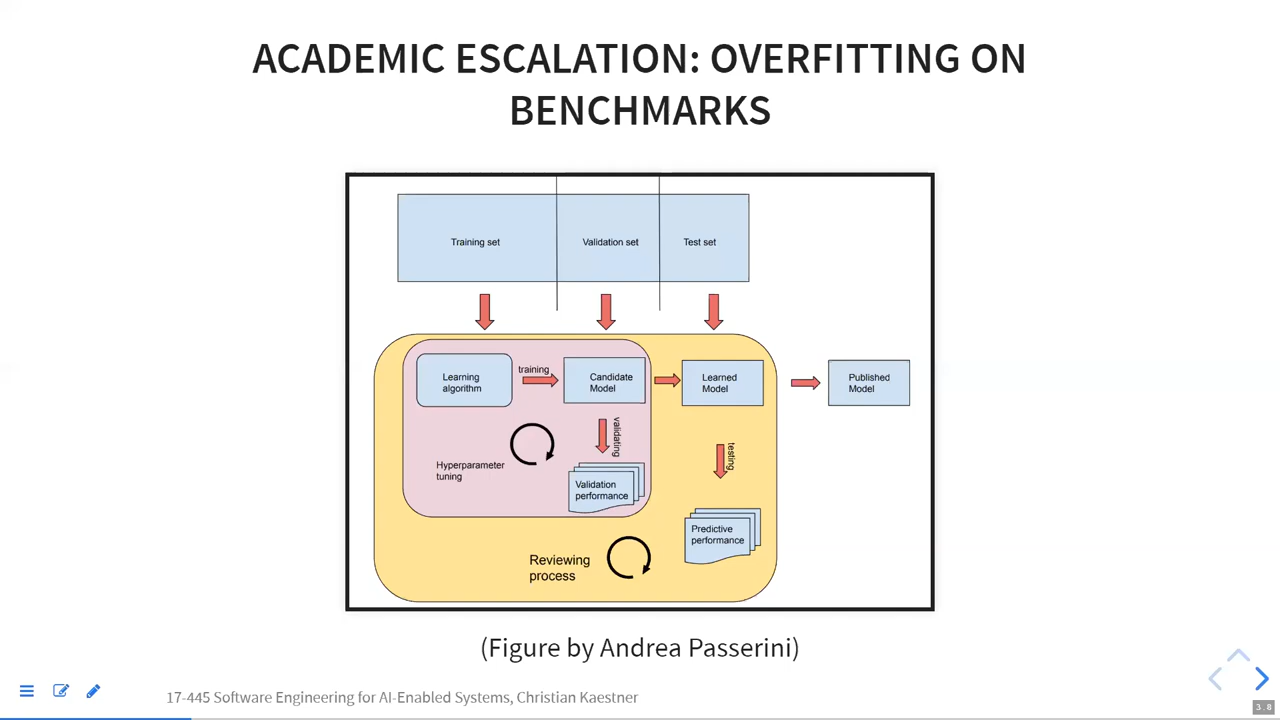 ACADEMIC ESCALATION: OVERFITTING ON
BENCHMARKS
Training set
Validation set
Test set
Learning
algorithm
training
Candidate
Model
Learned
Model
Published
Model
validating
testing
Hyperparameter
tuning
Validation
performance
Predictive
performance
Reviewing
process
(Figure by Andrea Passerini)
17-445 Software Engineering for AI-Enabled Systems, Christian Kaestner
3.8